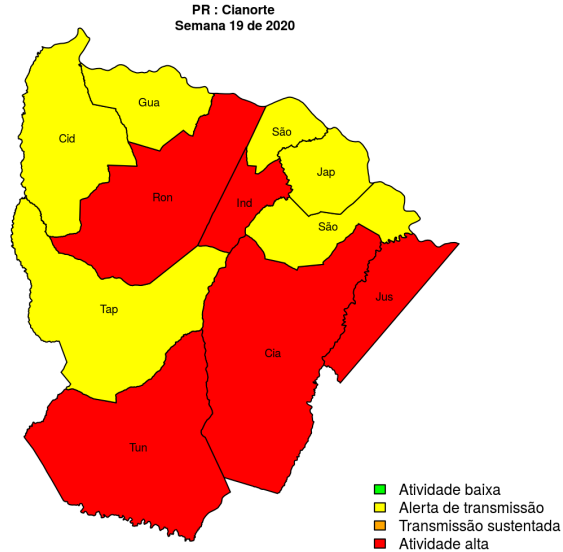 PR : Cianorte
Semana 19 de 2020
Gua
São
Cid
Jap
Ron
Ind
São
Jus
Tap
Cia
Tun
Atividade baixa
Alerta de transmissão
Transmissão sustentada
Atividade alta